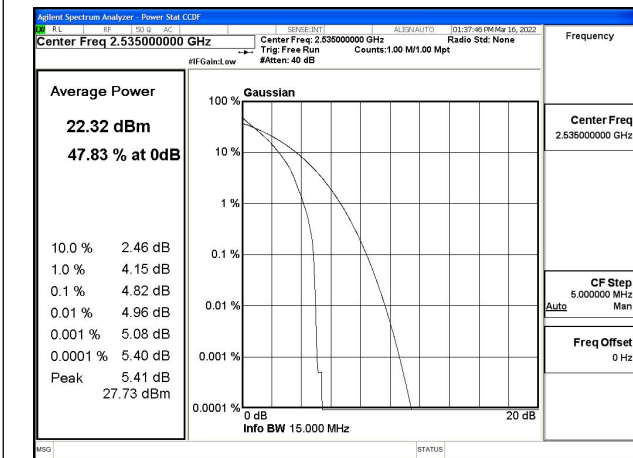 Agilent Spectrum Analyzer - Power Stat CCDF
RL RF 50 Ω AC SENSE:INT ALIGN AUTO 01:37:46 PM Mar 16, 2022
Center Freq 2.535000000 GHz
Center Freq: 2.535000000 GHz Radio Std: None
Trig: Free Run Counts:1.00 M/1.00 Mpt
#IFGain:Low #Atten: 40 dB
Frequency
Average Power
22.32 dBm
47.83 % at 0dB
10.0 % 2.46 dB
1.0 % 4.15 dB
0.1 % 4.82 dB
0.01 % 4.96 dB
0.001 % 5.08 dB
0.0001 % 5.40 dB
Peak 5.41 dB
27.73 dBm
Gaussian
100 %
10 %
1 %
0.1 %
0.01 %
0.001 %
0.0001 %
0 dB 20 dB
Info BW 15.000 MHz
Center Freq
2.535000000 GHz
CF Step
5.000000 MHz
Auto Man
Freq Offset
0 Hz
MSG STATUS